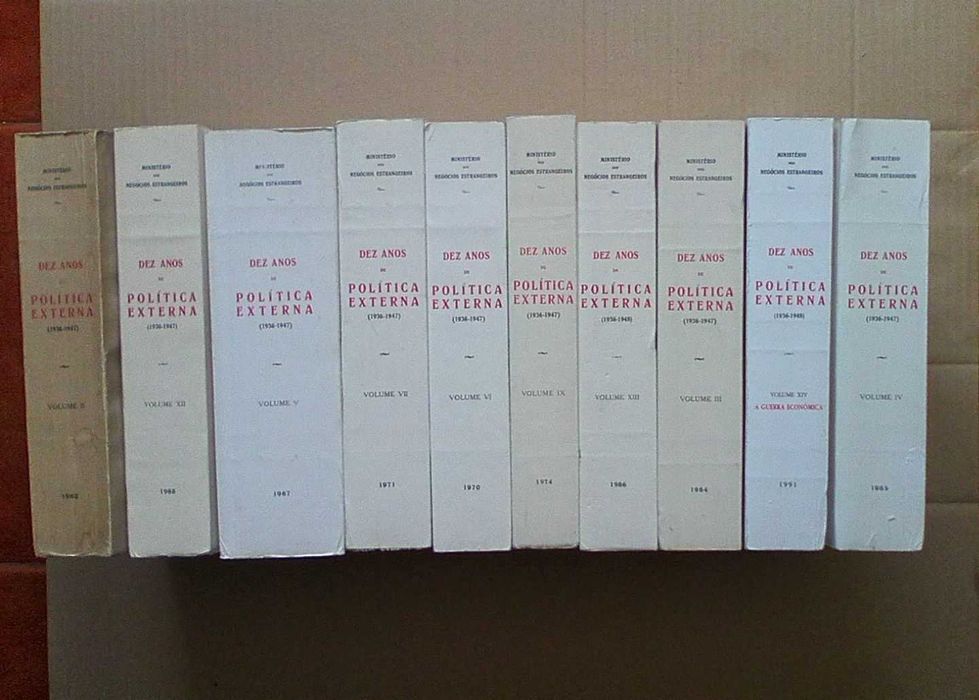 MINISTÉRIO
DOS
NEGÓCIOS ESTRANGEIROS
DEZ ANOS
POLÍTICA
EXTERNA
(1936-1947)
VOLUME II
1962
MINISTÉRIO
DOS
NEGÓCIOS ESTRANGEIROS
DEZ ANOS
DE
POLÍTICA
EXTERNA
(1936-1947)
VOLUME XII
MINISTÉRIO
DOS
NEGÓCIOS ESTRANGEIROS
DEZ ANOS
DE
POLÍTICA
EXTERNA
(1936-1947)
VOLUME V
1967
MINISTÉRIO
DOS
NEGÓCIOS ESTRANGEIROS
DEZ ANOS
DE
POLÍTICA
EXTERNA
(1936-1947)
VOLUME VII
1971
MINISTÉRIO
DOS
NEGÓCIOS ESTRANGEIROS
DEZ ANOS
DE
POLÍTICA
EXTERNA
(1936-1947)
VOLUME VI
1970
MINISTÉRIO
DOS
NEGÓCIOS ESTRANGEIROS
DEZ ANOS
DE
POLÍTICA
EXTERNA
(1936-1947)
VOLUME IX
1974
MINISTÉRIO
DOS
NEGÓCIOS ESTRANGEIROS
DEZ ANOS
DE
POLÍTICA
EXTERNA
(1936-1948)
VOLUME XIII
1986
MINISTÉRIO
DOS
NEGÓCIOS ESTRANGEIROS
DEZ ANOS
DE
POLÍTICA
EXTERNA
(1936-1947)
VOLUME III
1964
MINISTÉRIO
DOS
NEGÓCIOS ESTRANGEIROS
DEZ ANOS
DE
POLÍTICA
EXTERNA
(1936-1948)
VOLUME XIV
A GUERRA ECONÓMICA
1991
MINISTÉRIO
DOS
NEGÓCIOS ESTRANGEIROS
DEZ ANOS
DE
POLÍTICA
EXTERNA
(1936-1947)
VOLUME IV
1965